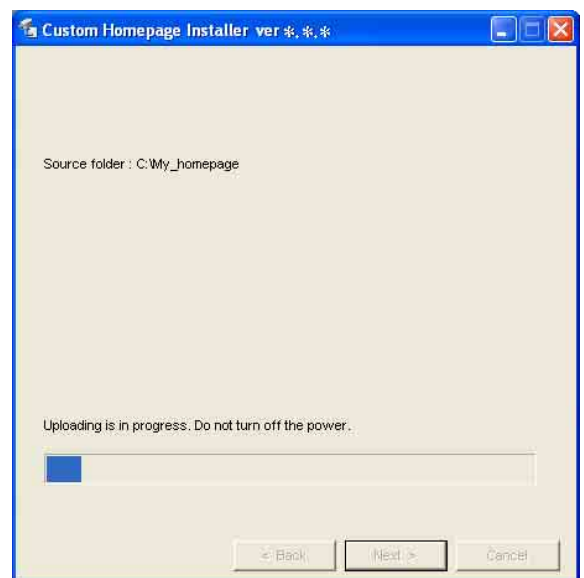 Custom Homepage Installer ver *.*.*
Source folder : C:\My_homepage
Uploading is in progress. Do not turn off the power.
< Back
Next >
Cancel